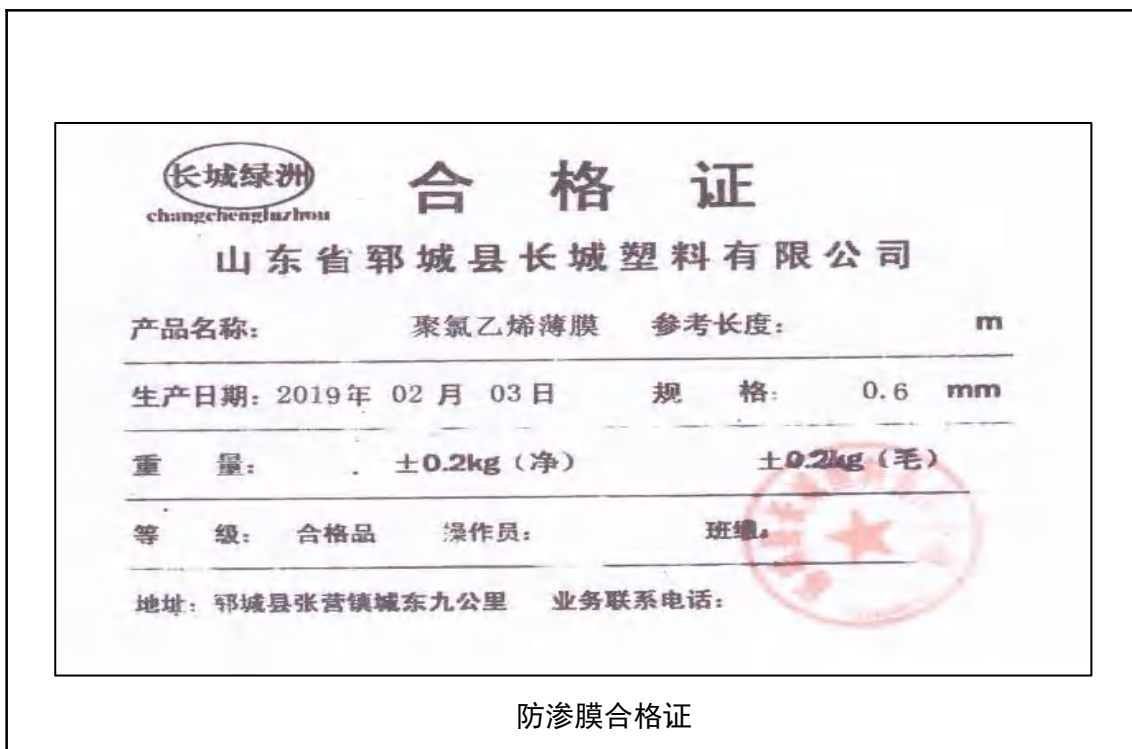 长城绿洲 合格证
changchengluzhou
山东省郓城县长城塑料有限公司
产品名称: 聚氯乙烯薄膜 参考长度: m
生产日期: 2019年 02月 03日 规 格: 0.6 mm
重 量: ±0.2kg（净） ±0.2kg（毛）
等 级: 合格品 操作员: 班组:
地址: 郓城县张营镇城东九公里 业务联系电话:
防渗膜合格证